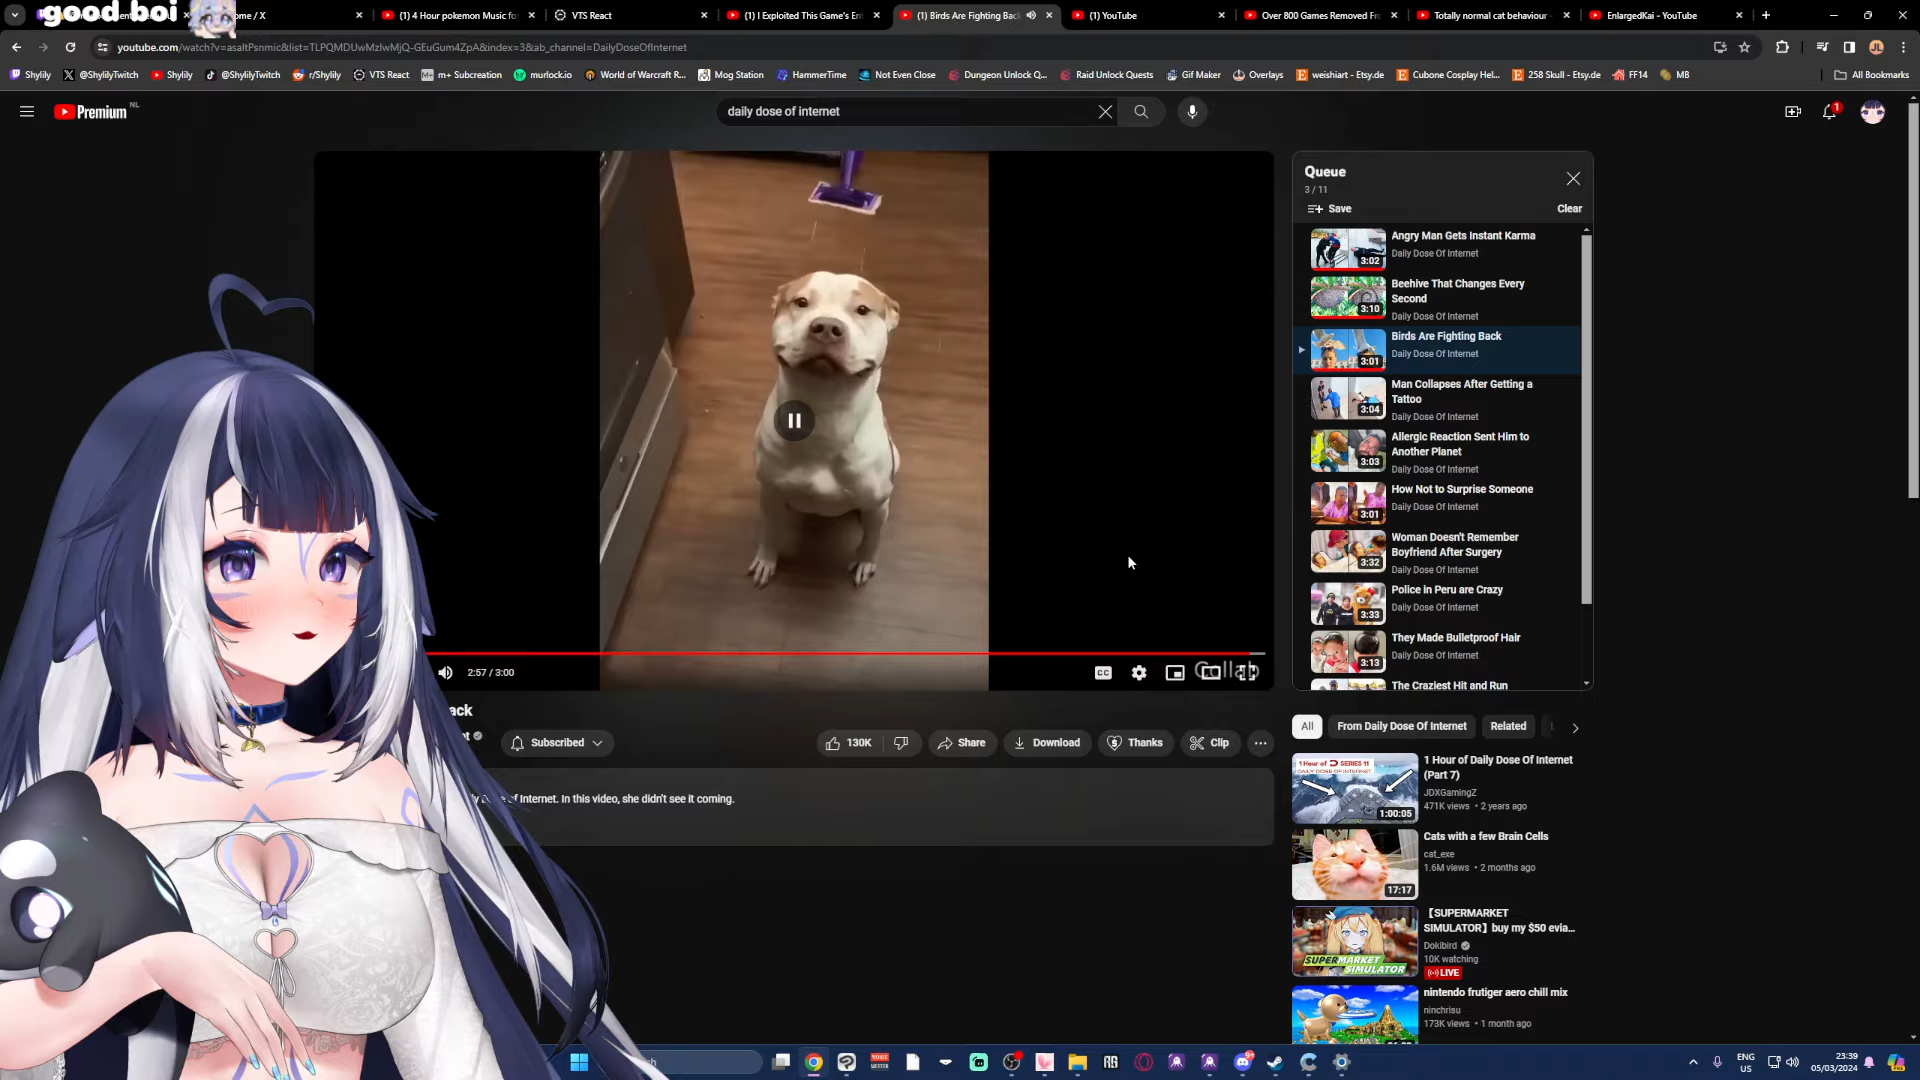 good boi
ome / X
(1) 4 Hour pokemon Music fo
VTS React
(1) I Exploited This Game's En
(1) Birds Are Fighting Bac
(1) YouTube
Over 800 Games Removed Fr
Totally normal cat behaviour -
EnlargedKai - YouTube
youtube.com/watch?v=asaltPsnmic&list=TLPQMDUwMzIwMjQ-GEuGum4ZpA&index=3&ab_channel=DailyDoseOfInternet
Shylily
@ShylilyTwitch
Shylily
@ShylilyTwitch
r/Shylily
VTS React
m+ Subcreation
murlock.io
World of Warcraft R...
Mog Station
HammerTime
Not Even Close
Dungeon Unlock Q...
Raid Unlock Quests
Gif Maker
Overlays
weishiart - Etsy.de
Cubone Cosplay Hel...
258 Skull - Etsy.de
FF14
MB
All Bookmarks
Premium NL
daily dose of internet
1
Queue
3 / 11
Save
Clear
Angry Man Gets Instant Karma
Daily Dose Of Internet
3:02
Beehive That Changes Every
Second
Daily Dose Of Internet
3:10
Birds Are Fighting Back
Daily Dose Of Internet
3:01
Man Collapses After Getting a
Tattoo
Daily Dose Of Internet
3:04
Allergic Reaction Sent Him to
Another Planet
Daily Dose Of Internet
3:03
How Not to Surprise Someone
Daily Dose Of Internet
3:01
Woman Doesn't Remember
Boyfriend After Surgery
Daily Dose Of Internet
3:32
Police in Peru are Crazy
Daily Dose Of Internet
3:33
They Made Bulletproof Hair
Daily Dose Of Internet
3:13
The Craziest Hit and Run
2:57 / 3:00
CC
Collab
ack
Subscribed
130K
Share
Download
Thanks
Clip
of Internet. In this video, she didn't see it coming.
All
From Daily Dose Of Internet
Related
1 Hour of SERIES 11
DAILY DOSE OF INTERNET
1:00:05
1 Hour of Daily Dose Of Internet
(Part 7)
JDXGamingZ
471K views • 2 years ago
Cats with a few Brain Cells
cat_exe
1.6M views • 2 months ago
17:17
【SUPERMARKET
SIMULATOR】buy my $50 evia...
Dokibird
10K watching
LIVE
SUPERMARKET
SIMULATOR
nintendo frutiger aero chill mix
ninchrisu
173K views • 1 month ago
ENG
US
23:39
05/03/2024